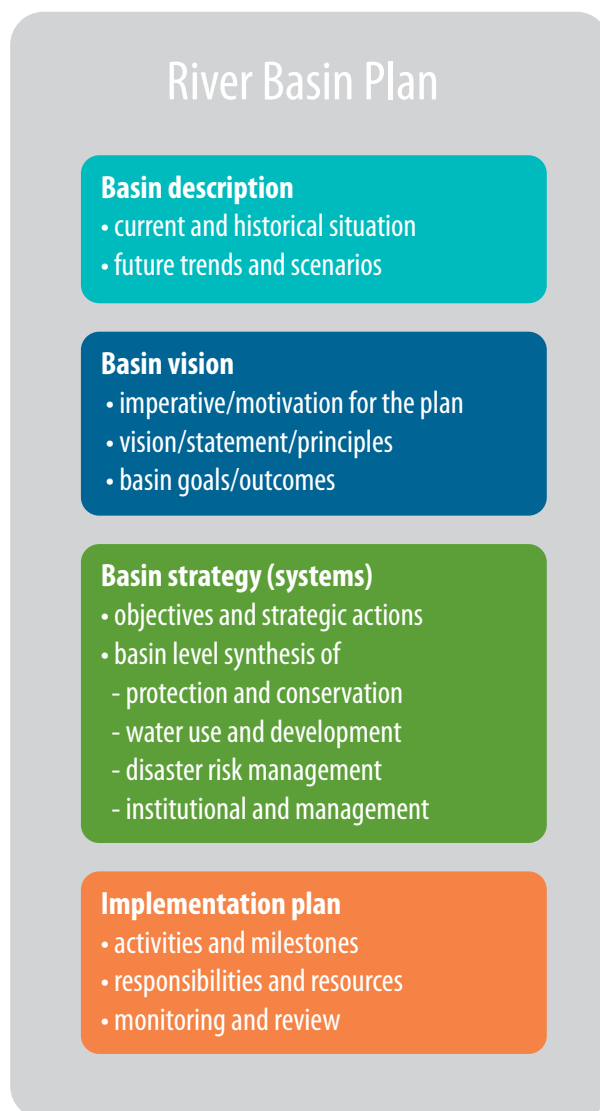 River Basin Plan
Basin description
• current and historical situation
• future trends and scenarios
Basin vision
• imperative/motivation for the plan
• vision/statement/principles
• basin goals/outcomes
Basin strategy (systems)
• objectives and strategic actions
• basin level synthesis of
- protection and conservation
- water use and development
- disaster risk management
- institutional and management
Implementation plan
• activities and milestones
• responsibilities and resources
• monitoring and review